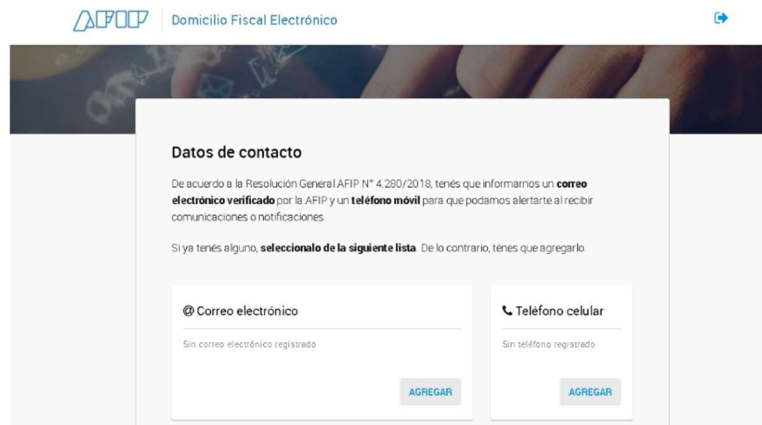 AFIP Domicilio Fiscal Electrónico
Datos de contacto
De acuerdo a la Resolución General AFIP N° 4.280/2018, tenés que informarnos un correo
electrónico verificado por la AFIP y un teléfono móvil para que podamos alertarte al recibir
comunicaciones o notificaciones.
Si ya tenés alguno, seleccionalo de la siguiente lista. De lo contrario, ténes que agregarlo.
@ Correo electrónico
Sin correo electrónico registrado
AGREGAR
Teléfono celular
Sin teléfono registrado
AGREGAR